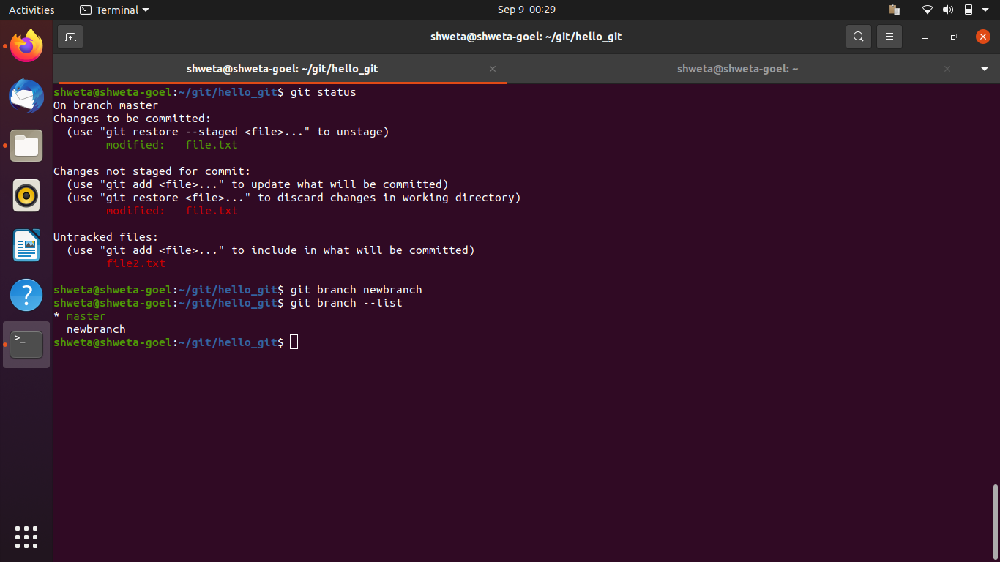 Activities Terminal Sep 9 00:29
shweta@shweta-goel: ~/git/hello_git
shweta@shweta-goel: ~/git/hello_git shweta@shweta-goel: ~
shweta@shweta-goel:~/git/hello_git$ git status
On branch master
Changes to be committed:
  (use "git restore --staged <file>..." to unstage)
        modified:   file.txt

Changes not staged for commit:
  (use "git add <file>..." to update what will be committed)
  (use "git restore <file>..." to discard changes in working directory)
        modified:   file.txt

Untracked files:
  (use "git add <file>..." to include in what will be committed)
        file2.txt

shweta@shweta-goel:~/git/hello_git$ git branch newbranch
shweta@shweta-goel:~/git/hello_git$ git branch --list
* master
  newbranch
shweta@shweta-goel:~/git/hello_git$